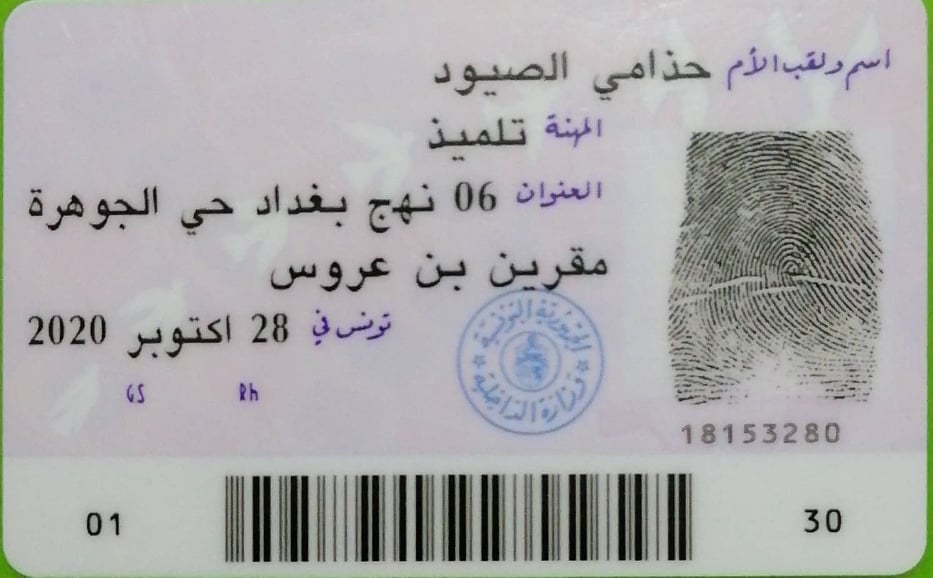 اسم ولقب الأم حذامي الصيود
المهنة تلميذ
العنوان 06 نهج بغداد حي الجوهرة
مقرين بن عروس
تونس في 28 اكتوبر 2020
GS Rh
الجمهورية التونسية
وزارة الداخلية
18153280
01 30